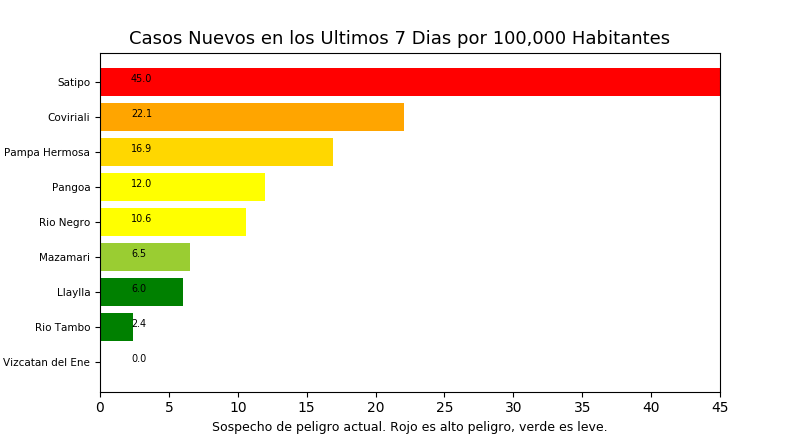 Casos Nuevos en los Ultimos 7 Dias por 100,000 Habitantes
Satipo 45.0
Coviriali 22.1
Pampa Hermosa 16.9
Pangoa 12.0
Rio Negro 10.6
Mazamari 6.5
Llaylla 6.0
Rio Tambo 2.4
Vizcatan del Ene 0.0
0 5 10 15 20 25 30 35 40 45
Sospecho de peligro actual. Rojo es alto peligro, verde es leve.